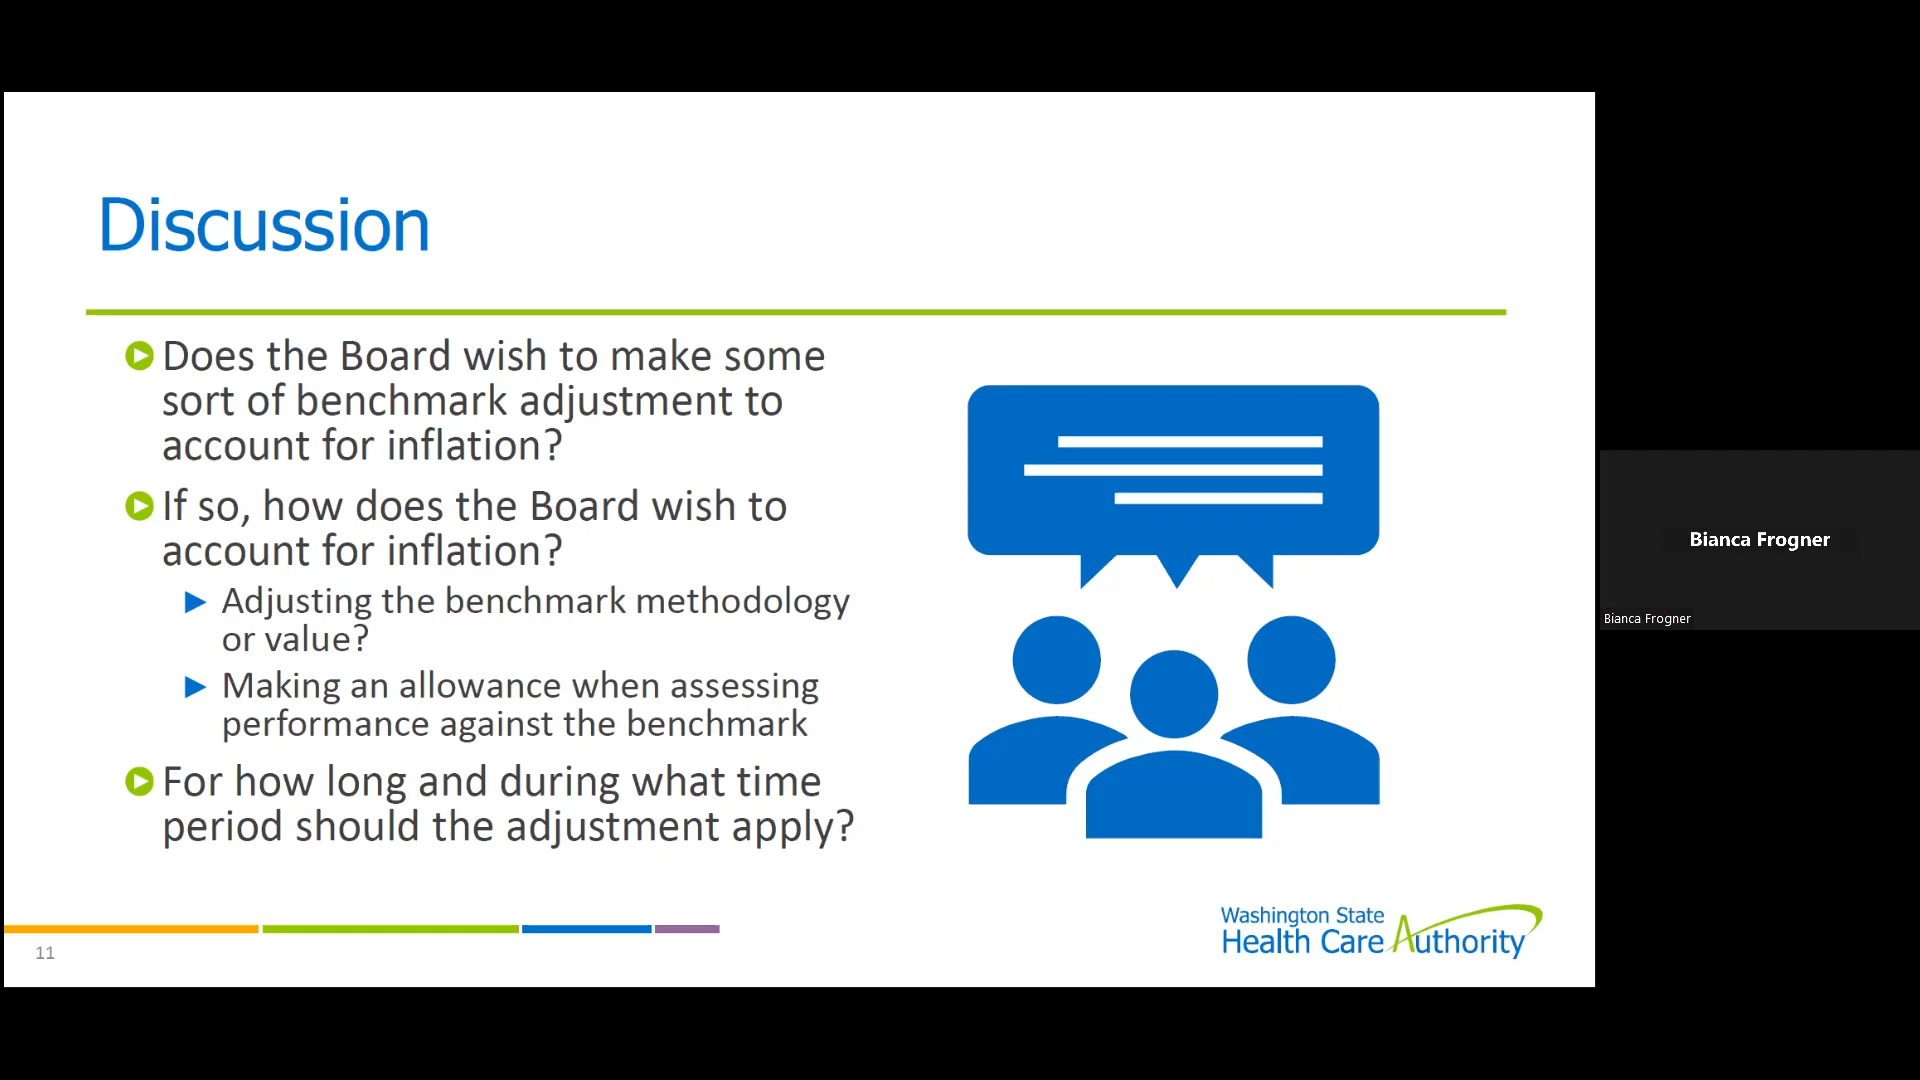 Discussion
Does the Board wish to make some
sort of benchmark adjustment to
account for inflation?
If so, how does the Board wish to
account for inflation?
Adjusting the benchmark methodology
or value?
Making an allowance when assessing
performance against the benchmark
For how long and during what time
period should the adjustment apply?
11
Washington State
Health Care Authority
Bianca Frogner
Bianca Frogner